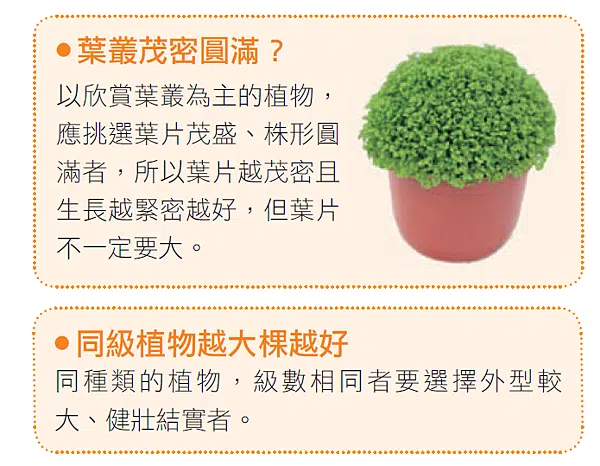 ●葉叢茂密圓滿？
以欣賞葉叢為主的植物，
應挑選葉片茂盛、株形圓
滿者，所以葉片越茂密且
生長越緊密越好，但葉片
不一定要大。
●同級植物越大棵越好
同種類的植物，級數相同者要選擇外型較
大、健壯結實者。